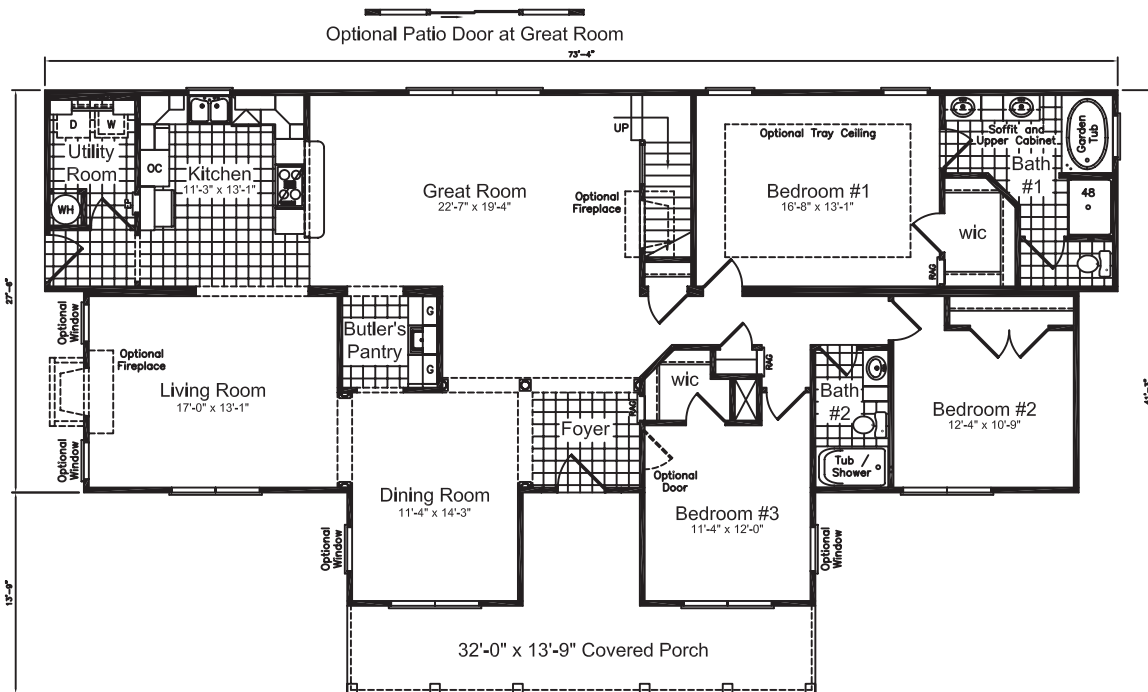 Optional Patio Door at Great Room
73'-4"
D
W
Utility
Room
WH
OC
Kitchen
11'-3" x 13'-1"
Great Room
22'-7" x 19'-4"
UP
Optional
Fireplace
Optional Tray Ceiling
Bedroom #1
16'-8" x 13'-1"
Soffit and
Upper Cabinet
Bath
#1
Garden
Tub
48
wic
RAG
27'-6"
Optional
Window
Optional
Fireplace
Living Room
17'-0" x 13'-1"
Optional
Window
Butler's
Pantry
G
G
Foyer
RAG
wic
RAG
Optional
Door
Bath
#2
Tub /
Shower
Bedroom #2
12'-4" x 10'-9"
Dining Room
11'-4" x 14'-3"
Optional
Window
Bedroom #3
11'-4" x 12'-0"
Optional
Window
13'-9"
32'-0" x 13'-9" Covered Porch